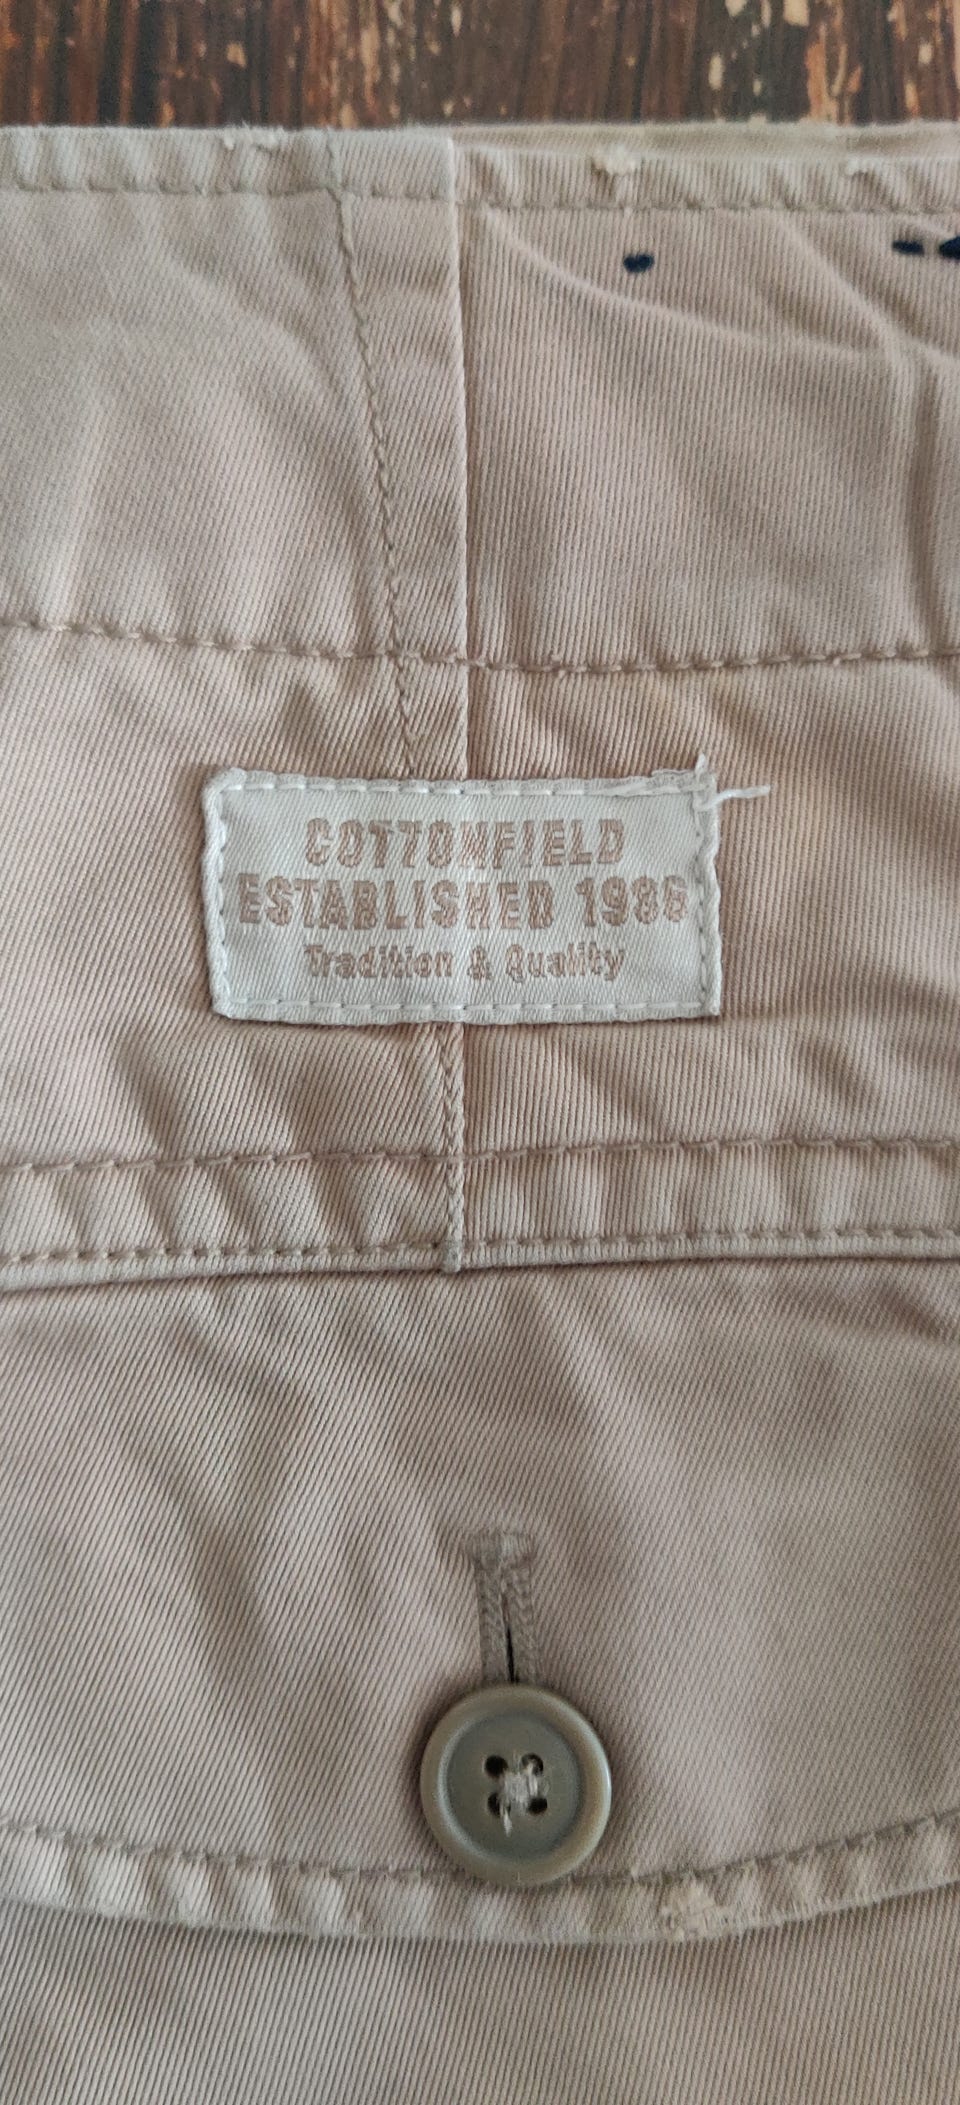 COTTONFIELD
ESTABLISHED 1986
Tradition & Quality